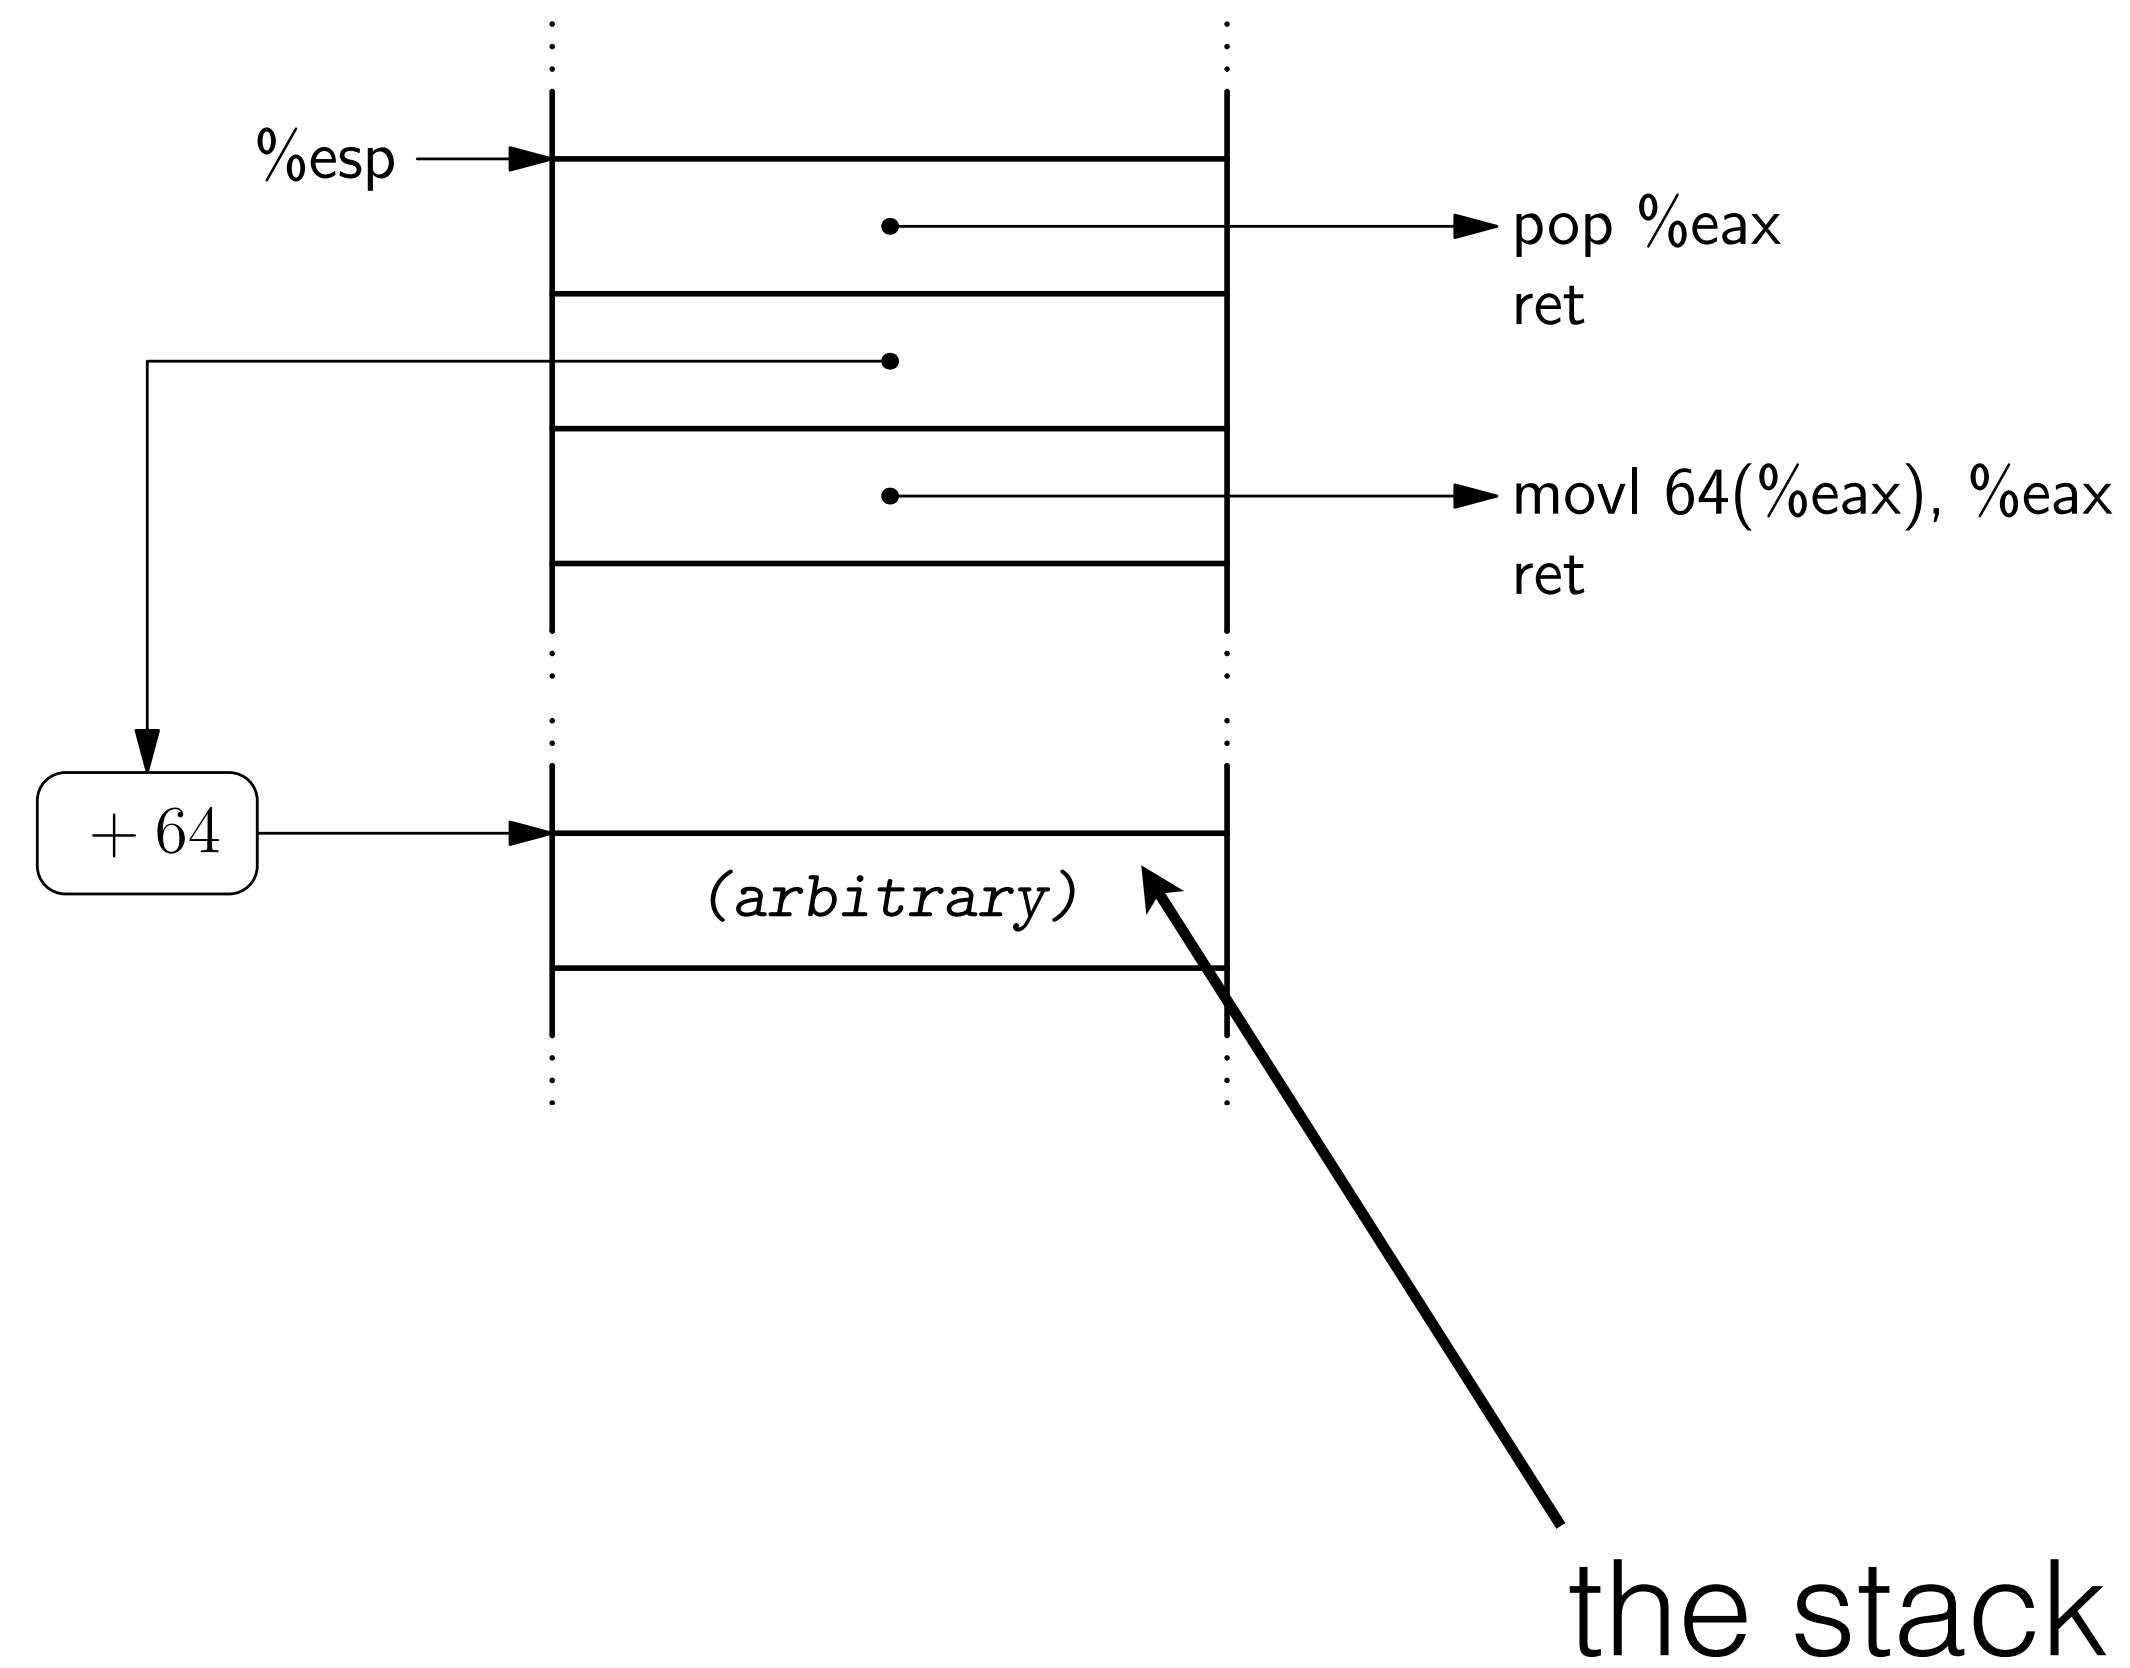 %esp
pop %eax
ret
movl 64(%eax), %eax
ret
+ 64
(arbitrary)
the stack